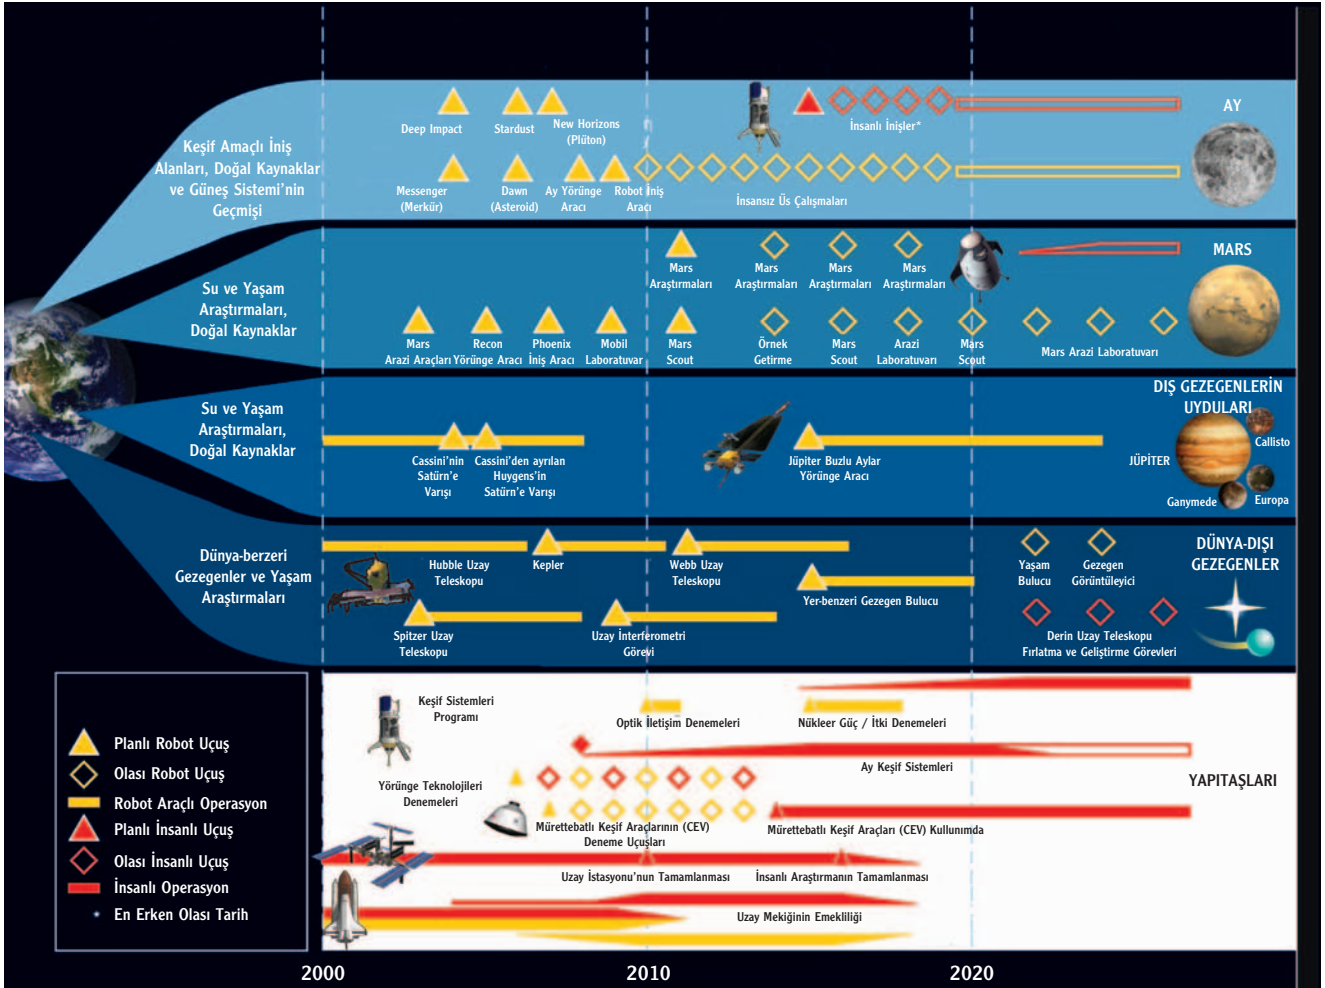 Keşif Amaçlı İniş
Alanları, Doğal Kaynaklar
ve Güneş Sistemi'nin
Geçmişi
Deep Impact
Stardust
New Horizons
(Plüton)
İnsanlı İnişler*
AY
Messenger
(Merkür)
Dawn
(Asteroid)
Ay Yörünge
Aracı
Robot İniş
Aracı
İnsansız Üs Çalışmaları
Su ve Yaşam
Araştırmaları,
Doğal Kaynaklar
Mars
Araştırmaları
Mars
Araştırmaları
Mars
Araştırmaları
Mars
Araştırmaları
MARS
Mars
Arazi Araçları
Recon
Yörünge Aracı
Phoenix
İniş Aracı
Mobil
Laboratuvar
Mars
Scout
Örnek
Getirme
Mars
Scout
Arazi
Laboratuvarı
Mars
Scout
Mars Arazi Laboratuvarı
Su ve Yaşam
Araştırmaları,
Doğal Kaynaklar
Cassini'nin
Satürn'e
Varışı
Cassini'den ayrılan
Huygens'in
Satürn'e Varışı
Jüpiter Buzlu Aylar
Yörünge Aracı
DIŞ GEZEGENLERİN
UYDULARI
Callisto
JÜPİTER
Ganymede
Europa
Dünya-berzeri
Gezegenler ve Yaşam
Araştırmaları
Hubble Uzay
Teleskopu
Kepler
Webb Uzay
Teleskopu
Yer-benzeri Gezegen Bulucu
Yaşam
Bulucu
Gezegen
Görüntüleyici
DÜNYA-DIŞI
GEZEGENLER
Spitzer Uzay
Teleskopu
Uzay İnterferometri
Görevi
Derin Uzay Teleskopu
Fırlatma ve Geliştirme Görevleri
Planlı Robot Uçuş
Olası Robot Uçuş
Robot Araçlı Operasyon
Planlı İnsanlı Uçuş
Olası İnsanlı Uçuş
İnsanlı Operasyon
* En Erken Olası Tarih
Keşif Sistemleri
Programı
Optik İletişim Denemeleri
Nükleer Güç / İtki Denemeleri
Ay Keşif Sistemleri
YAPITAŞLARI
Yörünge Teknolojileri
Denemeleri
Mürettebatlı Keşif Araçlarının (CEV)
Deneme Uçuşları
Mürettebatlı Keşif Araçları (CEV) Kullunımda
Uzay İstasyonu'nun Tamamlanması
İnsanlı Araştırmanın Tamamlanması
Uzay Mekiğinin Emekliliği
2000
2010
2020